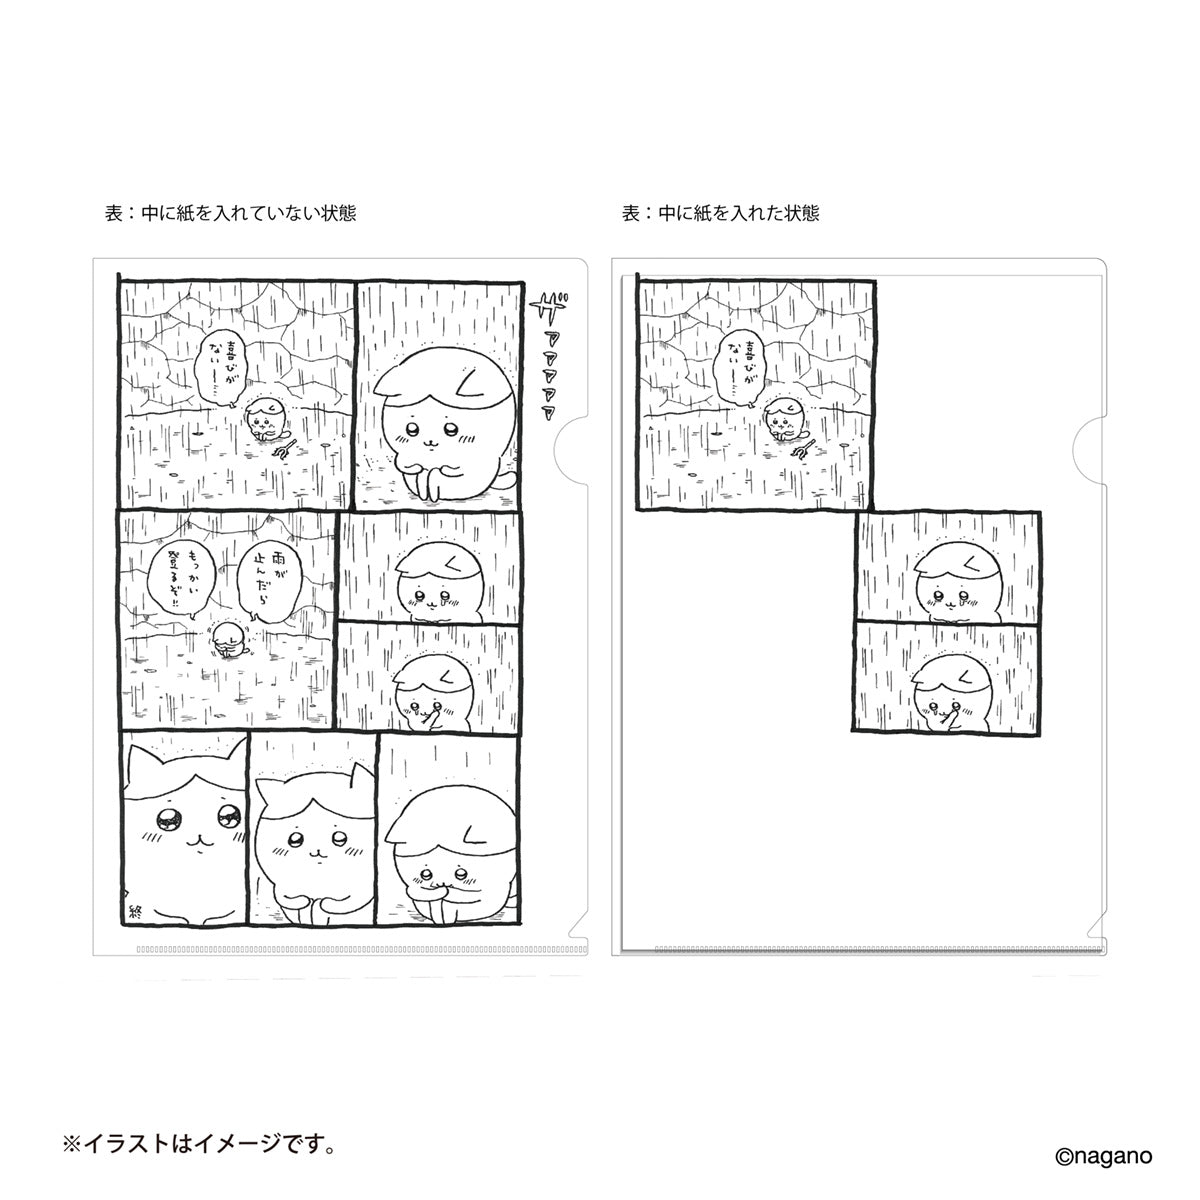 表：中に紙を入れていない状態
表：中に紙を入れた状態
ザァァァァァ
喜びが
ない……
雨が
止んだら
もっかい
登るぞ!!
終
喜びが
ない……
※イラストはイメージです。
©nagano